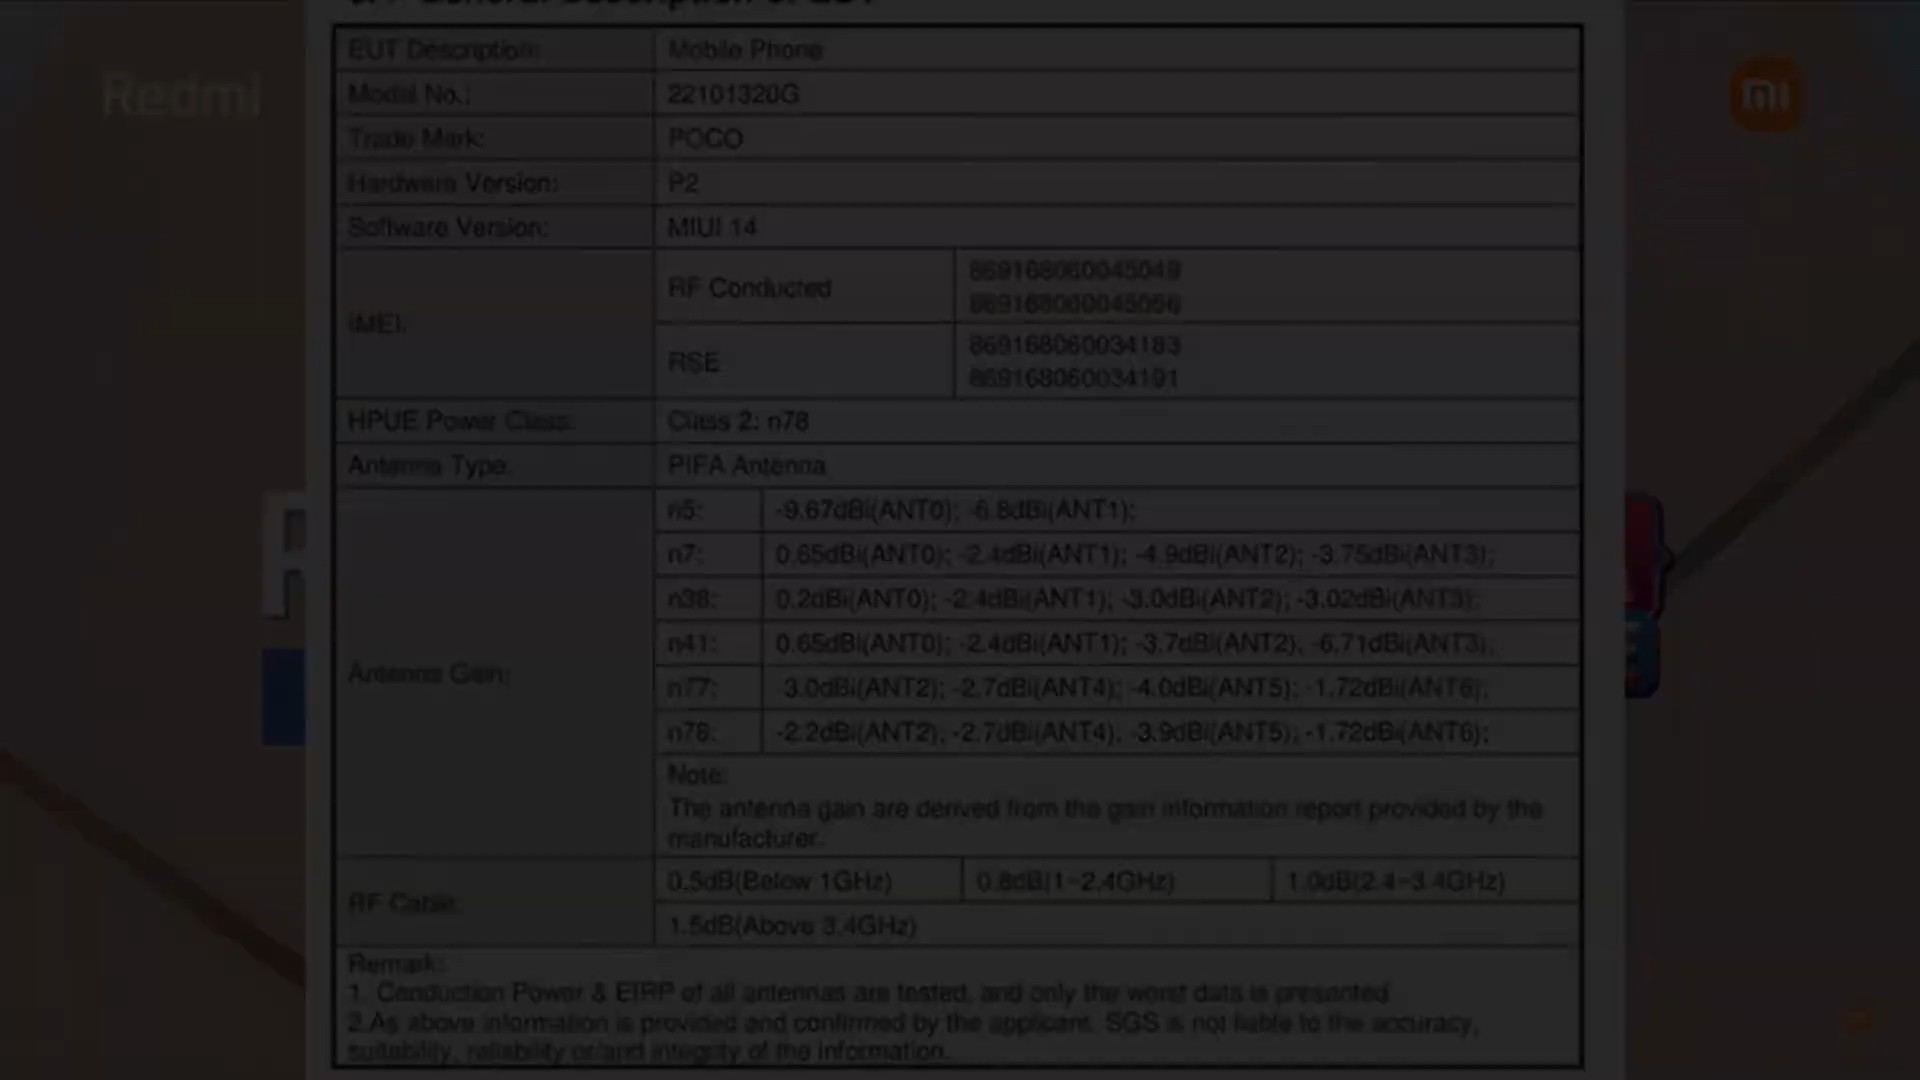 Redmi
mi
EUT Description: Mobile Phone
Model No.: 22101320G
Trade Mark: POCO
Hardware Version: P2
Software Version: MIUI 14
IMEI:
RF Conducted
869168060045049
869168060045056
RSE
869168060034183
869168060034191
HPUE Power Class: Class 2: n78
Antenna Type: PIFA Antenna
Antenna Gain:
n5: -9.67dBi(ANT0); -6.8dBi(ANT1);
n7: 0.65dBi(ANT0); -2.4dBi(ANT1); -4.9dBi(ANT2); -3.75dBi(ANT3);
n38: 0.2dBi(ANT0); -2.4dBi(ANT1); -3.0dBi(ANT2); -3.02dBi(ANT3);
n41: 0.65dBi(ANT0); -2.4dBi(ANT1); -3.7dBi(ANT2), -6.71dBi(ANT3);
n77: -3.0dBi(ANT2); -2.7dBi(ANT4); -4.0dBi(ANT5); -1.72dBi(ANT6);
n78: -2.2dBi(ANT2), -2.7dBi(ANT4), -3.9dBi(ANT5); -1.72dBi(ANT6);
Note:
The antenna gain are derived from the gain information report provided by the
manufacturer.
RF Cable:
0.5dB(Below 1GHz) 0.8dB(1~2.4GHz) 1.0dB(2.4~3.4GHz)
1.5dB(Above 3.4GHz)
Remark:
1. Conduction Power & EIRP of all antennas are tested, and only the worst data is presented
2.As above information is provided and confirmed by the applicant. SGS is not liable to the accuracy,
suitability, reliability or/and integrity of the information.